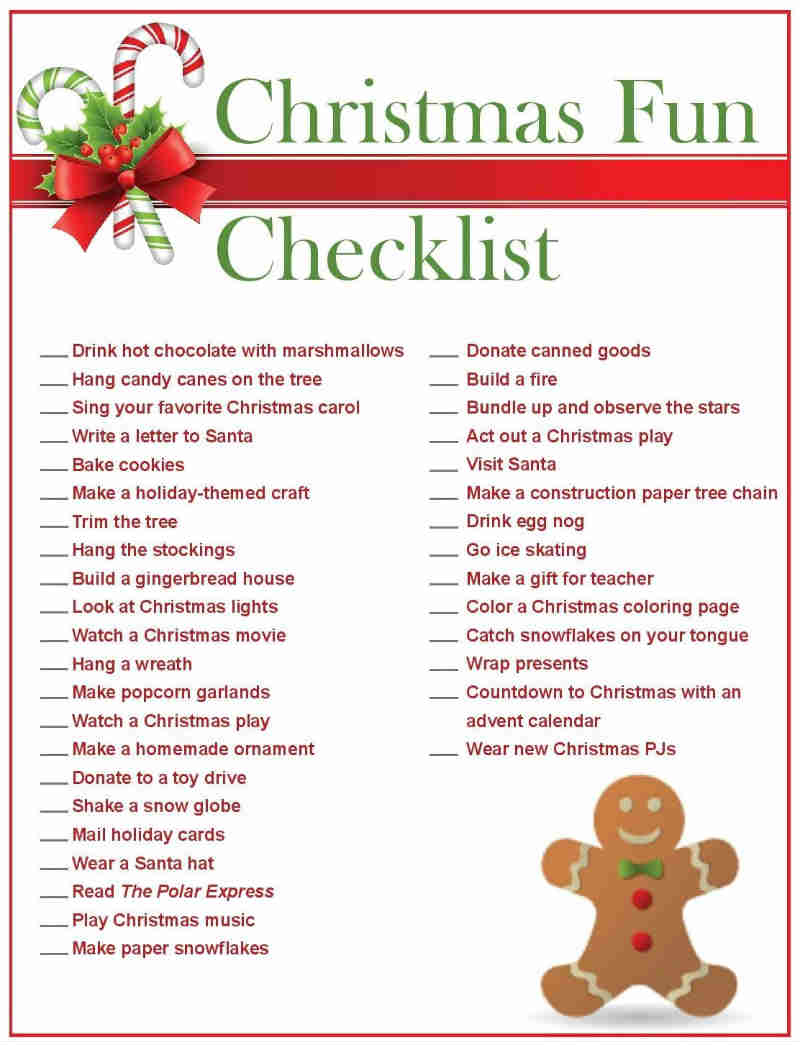 Christmas Fun
Checklist
___ Drink hot chocolate with marshmallows
___ Hang candy canes on the tree
___ Sing your favorite Christmas carol
___ Write a letter to Santa
___ Bake cookies
___ Make a holiday-themed craft
___ Trim the tree
___ Hang the stockings
___ Build a gingerbread house
___ Look at Christmas lights
___ Watch a Christmas movie
___ Hang a wreath
___ Make popcorn garlands
___ Watch a Christmas play
___ Make a homemade ornament
___ Donate to a toy drive
___ Shake a snow globe
___ Mail holiday cards
___ Wear a Santa hat
___ Read The Polar Express
___ Play Christmas music
___ Make paper snowflakes
___ Donate canned goods
___ Build a fire
___ Bundle up and observe the stars
___ Act out a Christmas play
___ Visit Santa
___ Make a construction paper tree chain
___ Drink egg nog
___ Go ice skating
___ Make a gift for teacher
___ Color a Christmas coloring page
___ Catch snowflakes on your tongue
___ Wrap presents
___ Countdown to Christmas with an
advent calendar
___ Wear new Christmas PJs